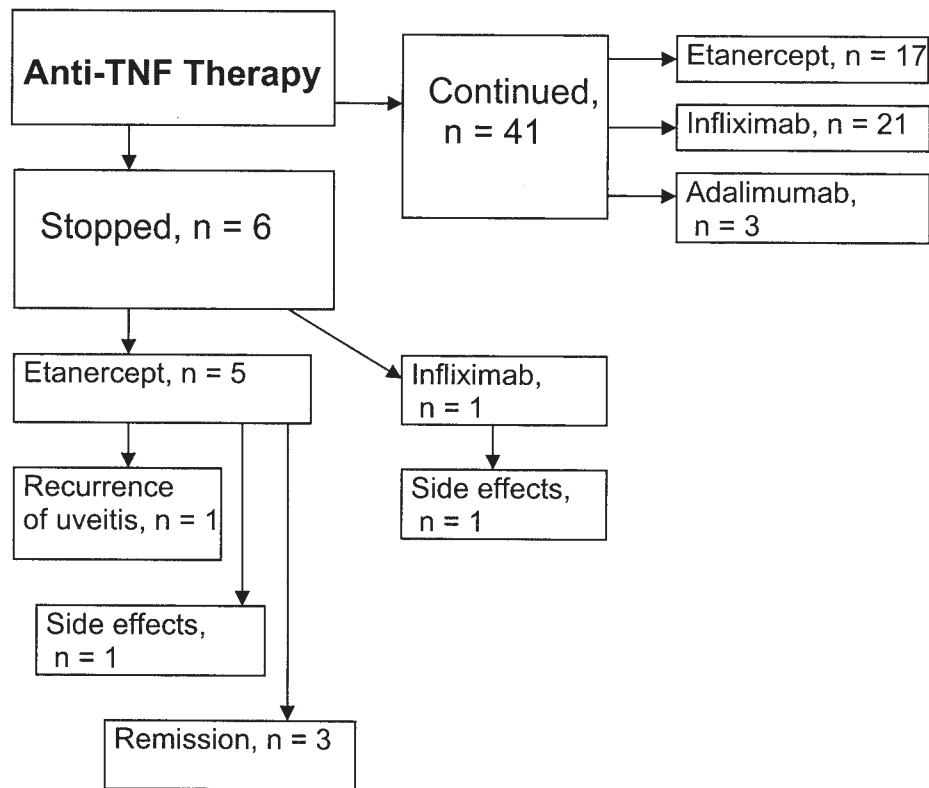 Anti-TNF Therapy
Continued,
n = 41
Etanercept, n = 17
Infliximab, n = 21
Adalimumab,
n = 3
Stopped, n = 6
Etanercept, n = 5
Infliximab,
n = 1
Recurrence
of uveitis, n = 1
Side effects,
n = 1
Side effects,
n = 1
Remission, n = 3